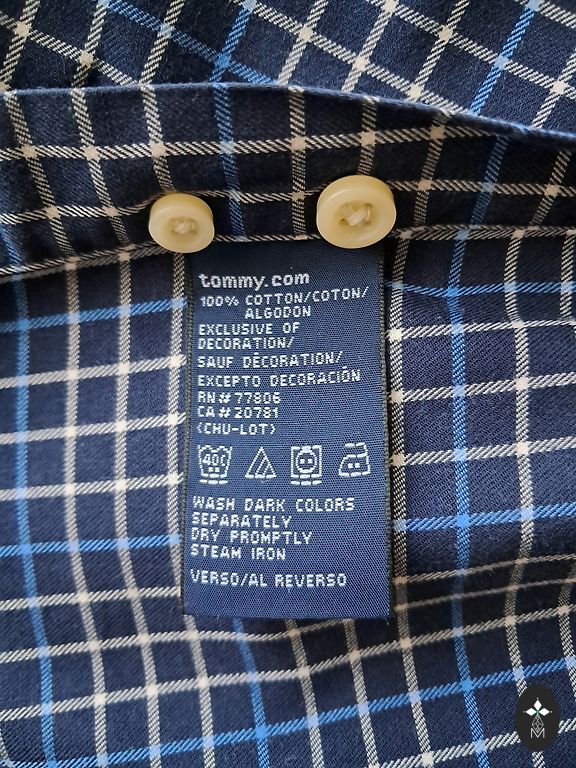 tommy.com
100% COTTON/COTON/
ALGODON
EXCLUSIVE OF
DECORATION/
SAUF DÉCORATION/
EXCEPTO DECORACIÓN
RN#77806
CA#20781
(CHU-LOT)
40C
WASH DARK COLORS
SEPARATELY
DRY PROMPTLY
STEAM IRON
VERSO/AL REVERSO
M